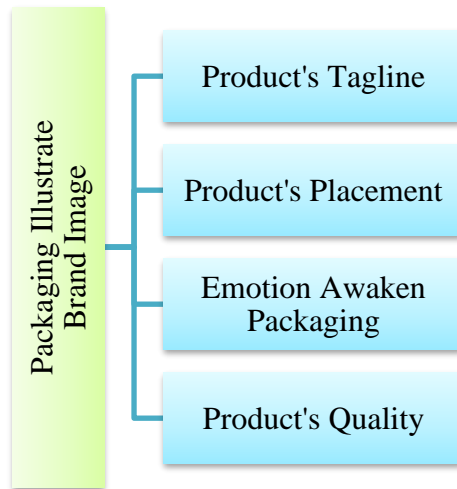 Packaging Illustrate
Brand Image
Product's Tagline
Product's Placement
Emotion Awaken
Packaging
Product's Quality